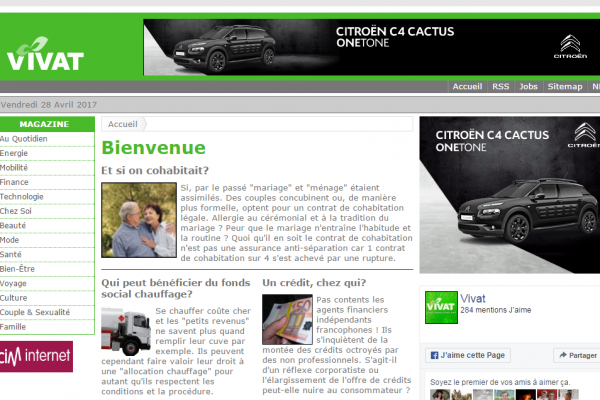 VIVAT
CITROËN C4 CACTUS
ONETONE
CITROËN
Accueil | RSS | Jobs | Sitemap |
Vendredi 28 Avril 2017
MAGAZINE
Au Quotidien
Energie
Mobilité
Finance
Technologie
Chez Soi
Beauté
Mode
Santé
Bien-Être
Voyage
Culture
Couple & Sexualité
Famille
CiM internet
Accueil
Bienvenue
Et si on cohabitait?
Si, par le passé "mariage" et "ménage" étaient
assimilés. Des couples concubinent ou, de manière
plus formelle, optent pour un contrat de cohabitation
légale. Allergie au cérémonial et à la tradition du
mariage ? Peur que le mariage n'entraîne l'habitude et
la routine ? Quoi qu'il en soit le contrat de cohabitation
n'est pas une assurance anti-séparation car 1 contrat
de cohabitation sur 4 s'est achevé par une rupture.
Qui peut bénéficier du fonds
social chauffage?
Se chauffer coûte cher
et les "petits revenus"
ne savent plus quand
remplir leur cuve par
exemple. Ils peuvent
cependant faire valoir leur droit à
une "allocation chauffage" pour
autant qu'ils respectent les
conditions et la procédure.
Un crédit, chez qui?
Pas contents les
agents financiers
indépendants
francophones ! Ils
s'inquiètent de la
montée des crédits octroyés par
des non professionnels. S'agit-il
d'un réflexe corporatiste ou
l'élargissement de l'offre de crédits
peut-elle nuire au consommateur ?
CITROËN C4 CACTUS
ONETONE
CITROËN
VIVAT
Vivat
284 mentions J'aime
J'aime cette Page
Partager
Soyez le premier de vos amis à aimer ça.